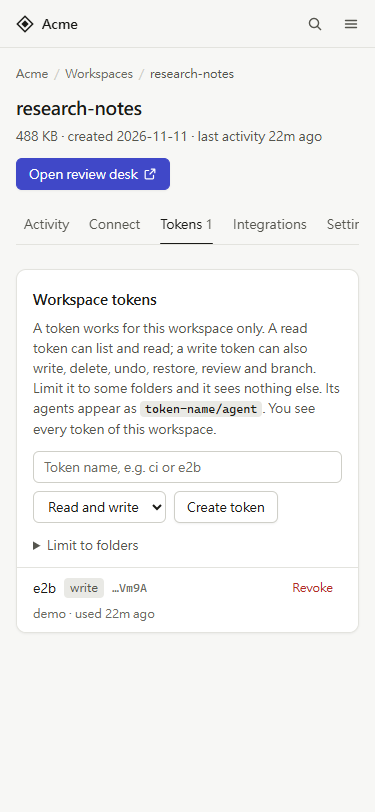 Acme
Acme / Workspaces / research-notes
research-notes
488 KB · created 2026-11-11 · last activity 22m ago
Open review desk
Activity Connect Tokens 1 Integrations Settin
Workspace tokens
A token works for this workspace only. A read
token can list and read; a write token can also
write, delete, undo, restore, review and branch.
Limit it to some folders and it sees nothing else. Its
agents appear as token-name/agent. You see
every token of this workspace.
Token name, e.g. ci or e2b
Read and write Create token
Limit to folders
e2b write …Vm9A Revoke
demo · used 22m ago